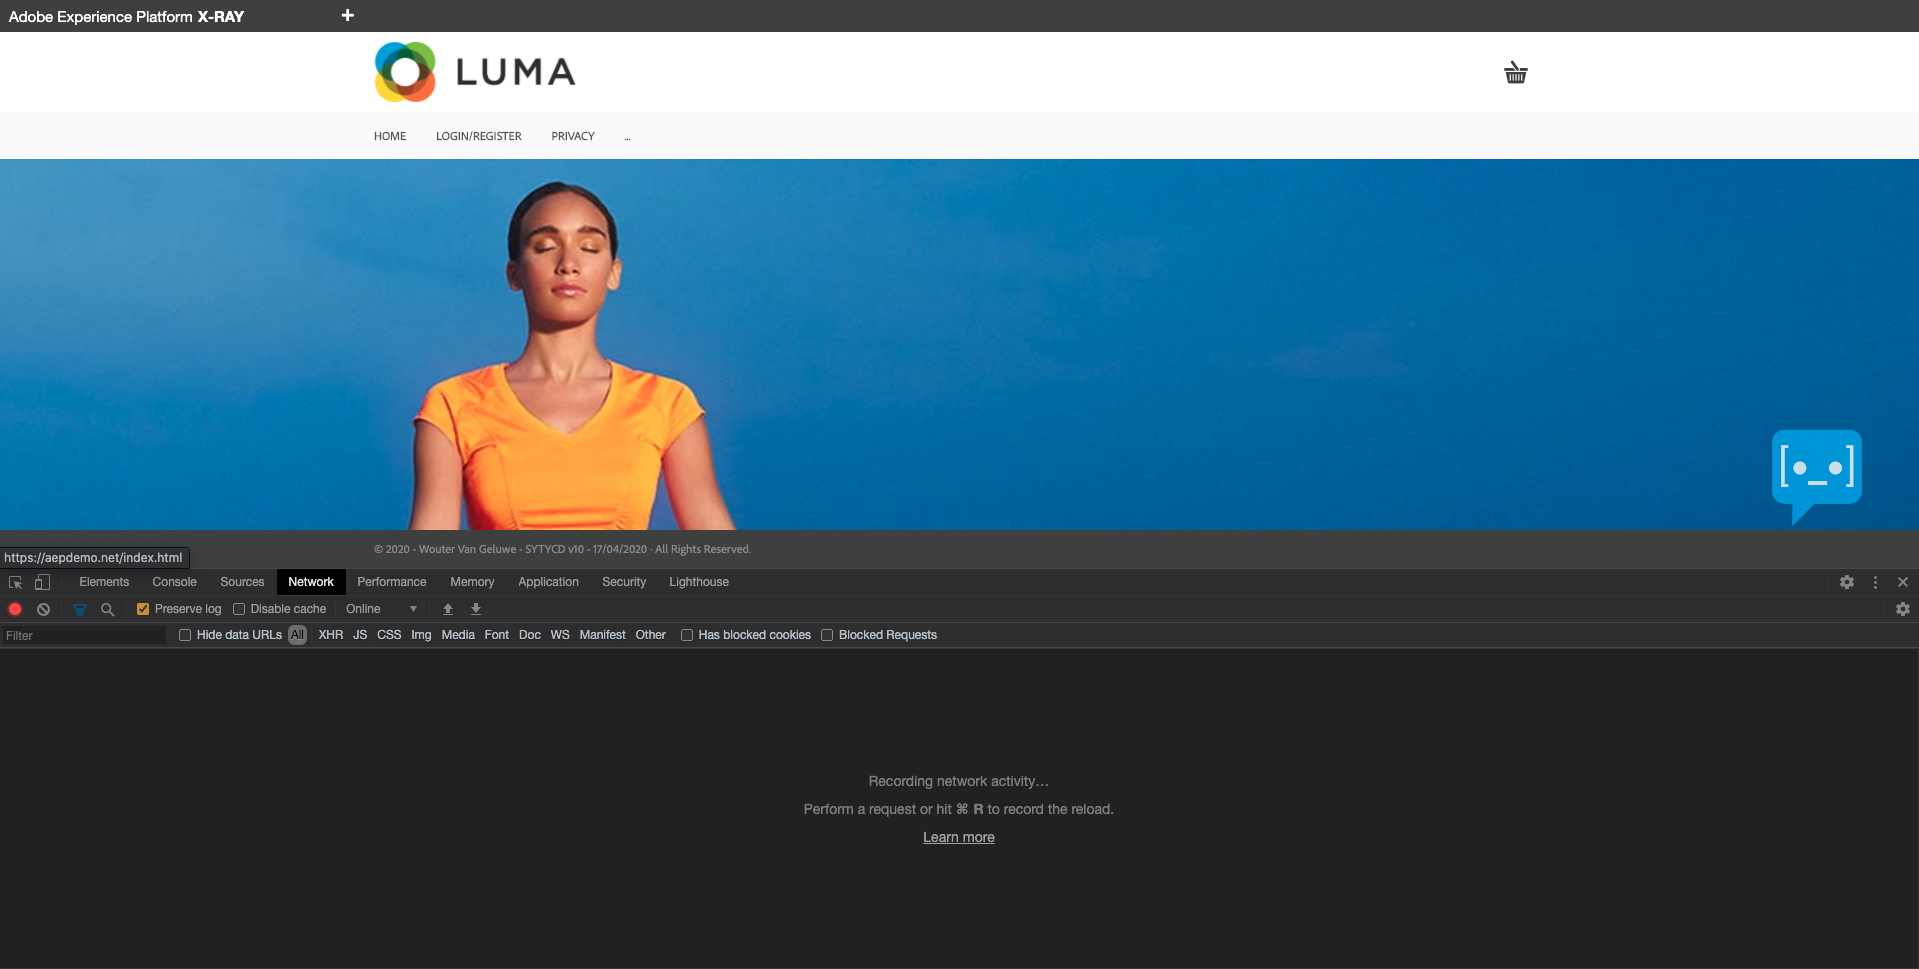 Adobe Experience Platform X-RAY
LUMA
HOME LOGIN/REGISTER PRIVACY ...
[•_•]
© 2020 - Wouter Van Geluwe - SYTYCD v10 - 17/04/2020 · All Rights Reserved.
https://aepdemo.net/index.html
Elements Console Sources Network Performance Memory Application Security Lighthouse
Preserve log Disable cache Online
Filter Hide data URLs All XHR JS CSS Img Media Font Doc WS Manifest Other Has blocked cookies Blocked Requests
Recording network activity…
Perform a request or hit ⌘ R to record the reload.
Learn more